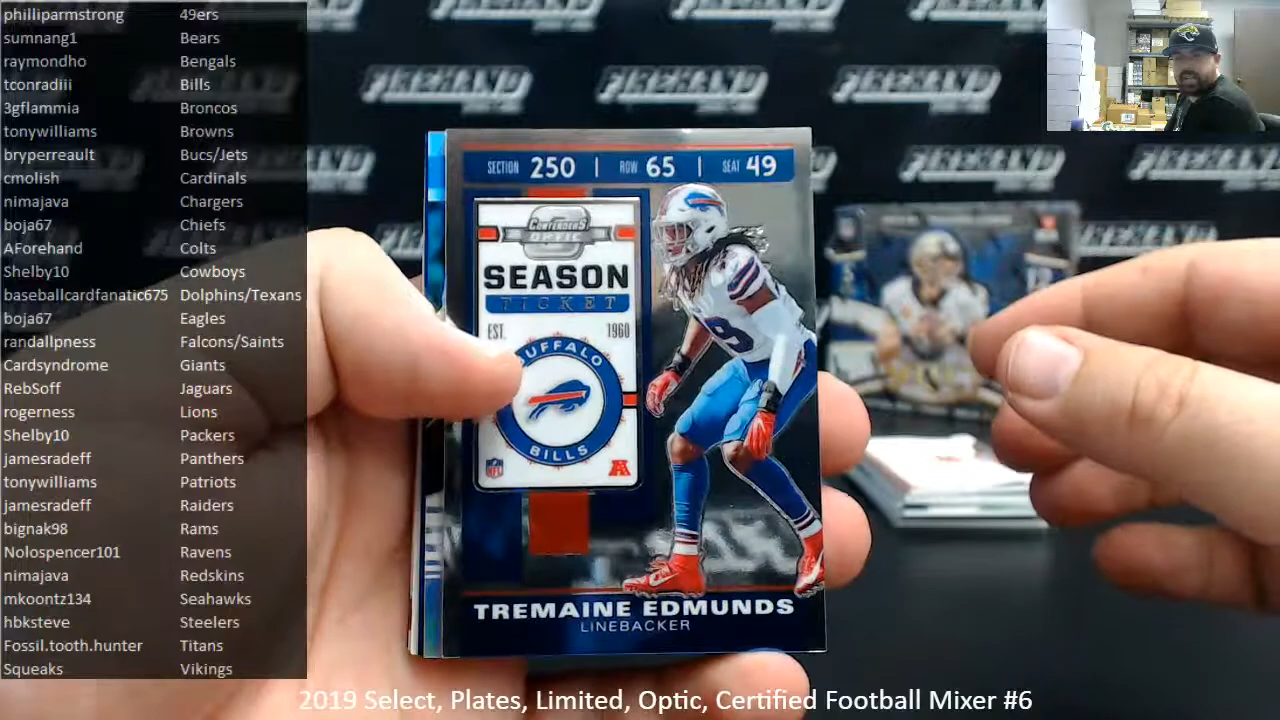 philliparmstrong 49ers
sumnang1 Bears
raymondho Bengals
tconradiii Bills
3gflammia Broncos
tonywilliams Browns
bryperreault Bucs/Jets
cmolish Cardinals
nimajava Chargers
boja67 Chiefs
AForehand Colts
Shelby10 Cowboys
baseballcardfanatic675 Dolphins/Texans
boja67 Eagles
randallpness Falcons/Saints
Cardsyndrome Giants
RebSoff Jaguars
rogerness Lions
Shelby10 Packers
jamesradeff Panthers
tonywilliams Patriots
jamesradeff Raiders
bignak98 Rams
Nolospencer101 Ravens
nimajava Redskins
mkoontz134 Seahawks
hbksteve Steelers
Fossil.tooth.hunter Titans
Squeaks Vikings
FIREHAND
SECTION 250 | ROW 65 | SEAT 49
CONTENDERS
OPTIC
SEASON
TICKET
EST. 1960
BUFFALO
BILLS
NFL
TREMAINE EDMUNDS
LINEBACKER
2019 Select, Plates, Limited, Optic, Certified Football Mixer #6